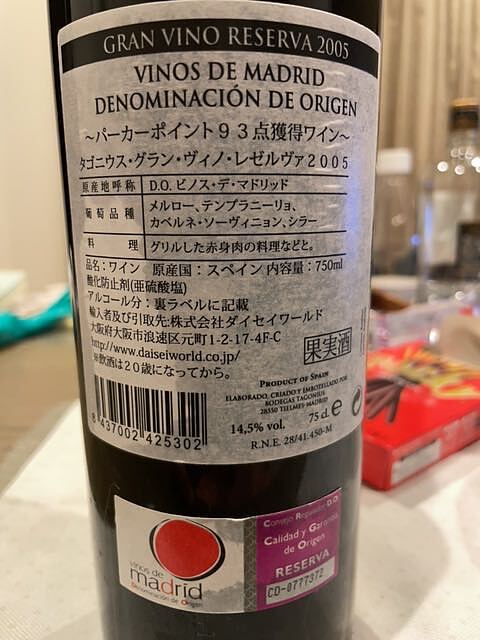 GRAN VINO RESERVA 2005
VINOS DE MADRID
DENOMINACIÓN DE ORIGEN
～パーカーポイント９３点獲得ワイン～
タゴニウス・グラン・ヴィノ・レゼルヴァ２００５
原産地呼称 D.O. ビノス・デ・マドリッド
葡萄品種 メルロー、テンプラニーリョ、
カベルネ・ソーヴィニョン、シラー
料理 グリルした赤身肉の料理などと。
品名：ワイン 原産国：スペイン 内容量：750ml
酸化防止剤(亜硫酸塩)
アルコール分：裏ラベルに記載
輸入者及び引取先:株式会社ダイセイワールド
大阪府大阪市浪速区元町1-2-17-4F-C
http://www.daiseiworld.co.jp/
※飲酒は２０歳になってから。
果実酒
PRODUCT OF SPAIN
ELABORADO, CRIADO Y EMBOTELLADO POR
BODEGAS TAGONIUS
28550 TIELMES-MADRID
14,5% vol. 75 cl. e
R.N.E. 28/41.450-M
8 437002 425302
vinos de
madrid
Denominación de Origen
Consejo Regulador D.O.
Calidad y Garantía
de Origen
RESERVA
CD-0777372